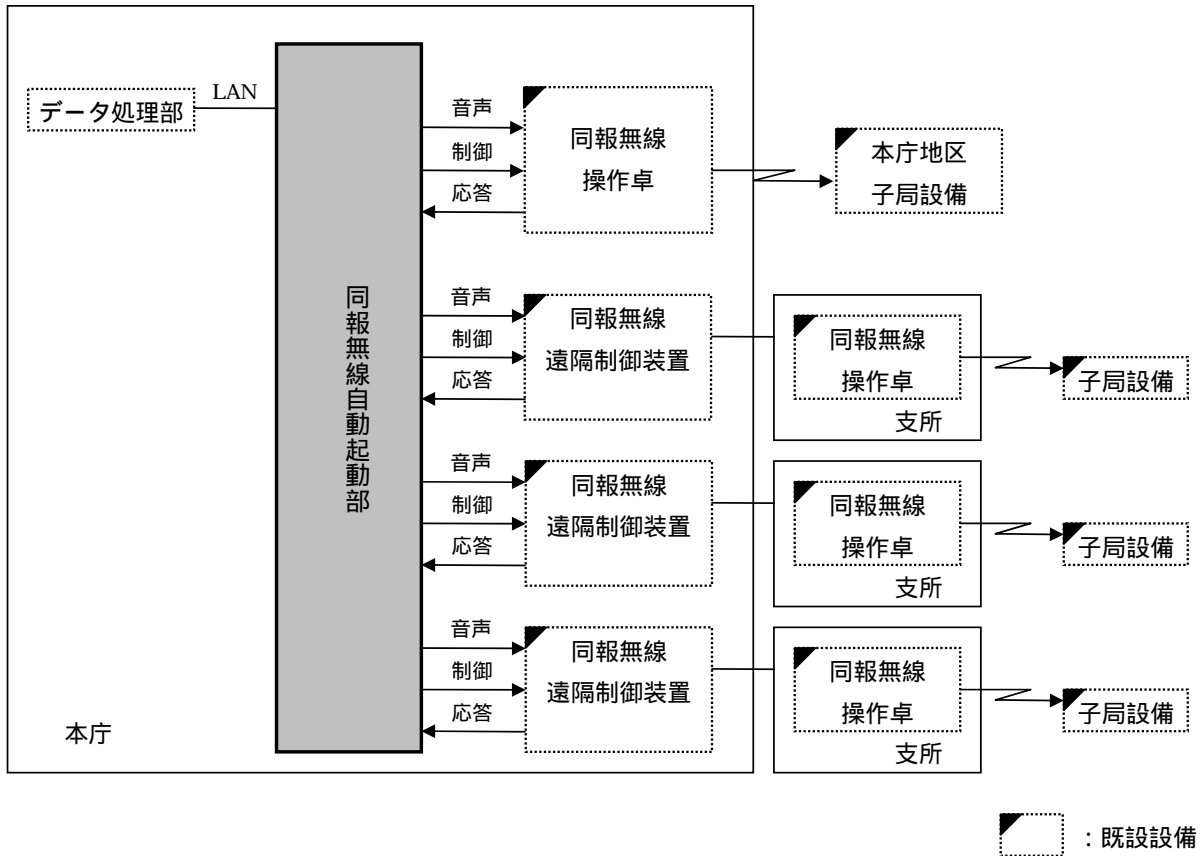 データ処理部
LAN
同報無線自動起動部
音声
制御
応答
同報無線
操作卓
本庁地区
子局設備
音声
制御
応答
同報無線
遠隔制御装置
同報無線
操作卓
支所
子局設備
音声
制御
応答
同報無線
遠隔制御装置
同報無線
操作卓
支所
子局設備
音声
制御
応答
同報無線
遠隔制御装置
同報無線
操作卓
支所
子局設備
本庁
：既設設備